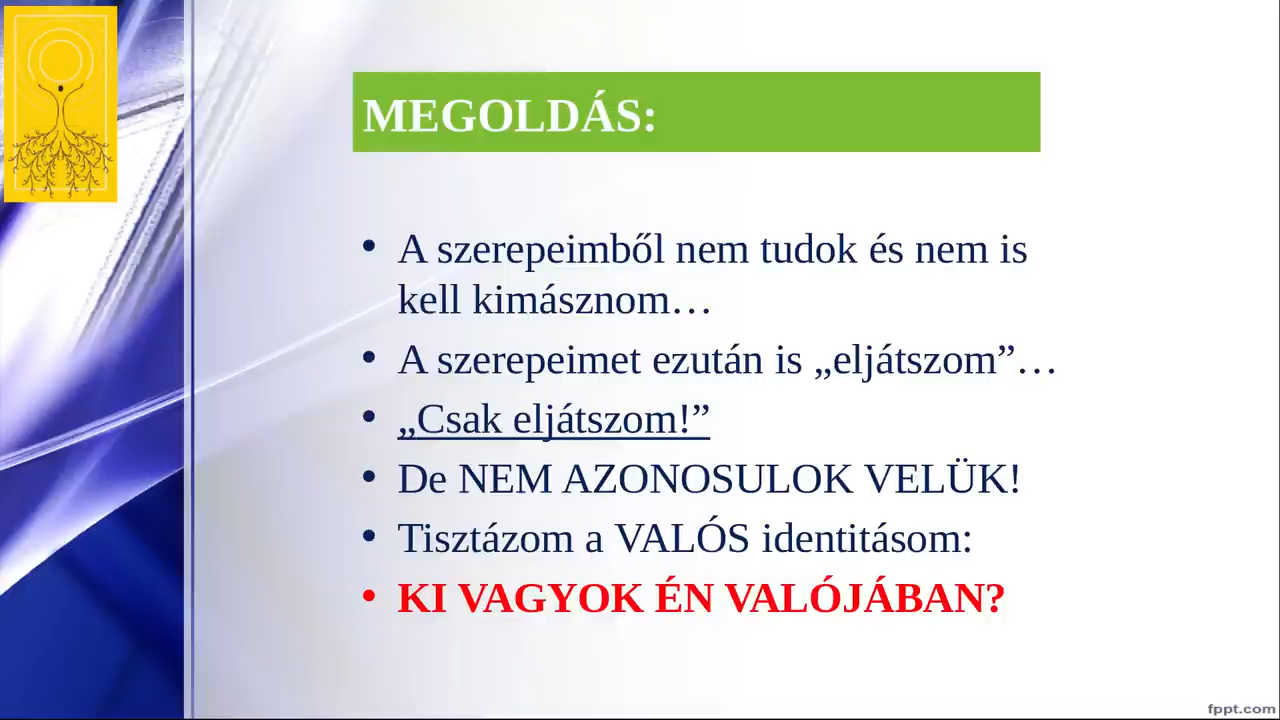 MEGOLDÁS:
• A szerepeimből nem tudok és nem is
kell kimásznom…
• A szerepeimet ezután is „eljátszom”…
• „Csak eljátszom!”
• De NEM AZONOSULOK VELÜK!
• Tisztázom a VALÓS identitásom:
• KI VAGYOK ÉN VALÓJÁBAN?
fppt.com